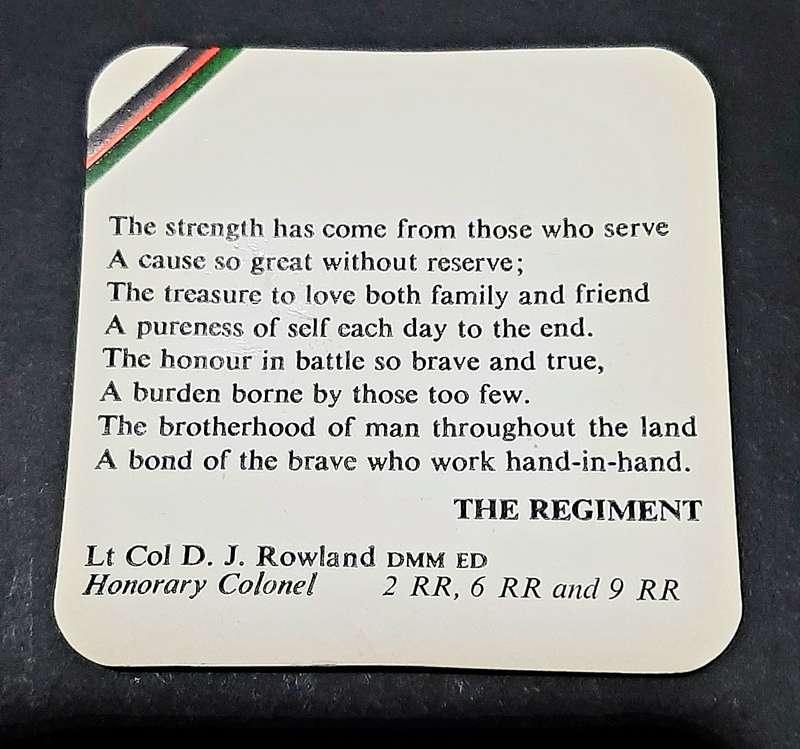 The strength has come from those who serve
A cause so great without reserve;
The treasure to love both family and friend
A pureness of self each day to the end.
The honour in battle so brave and true,
A burden borne by those too few.
The brotherhood of man throughout the land
A bond of the brave who work hand-in-hand.
THE REGIMENT
Lt Col D. J. Rowland DMM ED
Honorary Colonel 2 RR, 6 RR and 9 RR